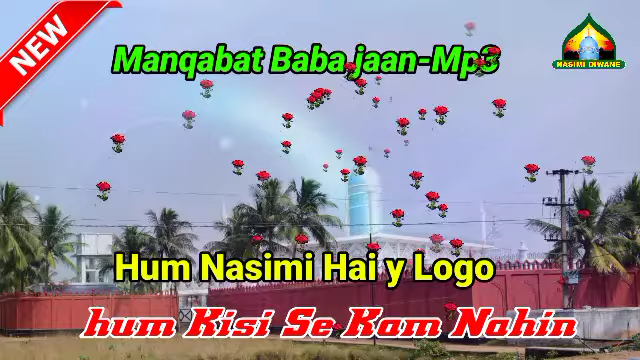 NEW
Manqabat Baba jaan-Mp3
NASIMI DIWANE
Hum Nasimi Hai y Logo
hum Kisi Se Kam Nahin